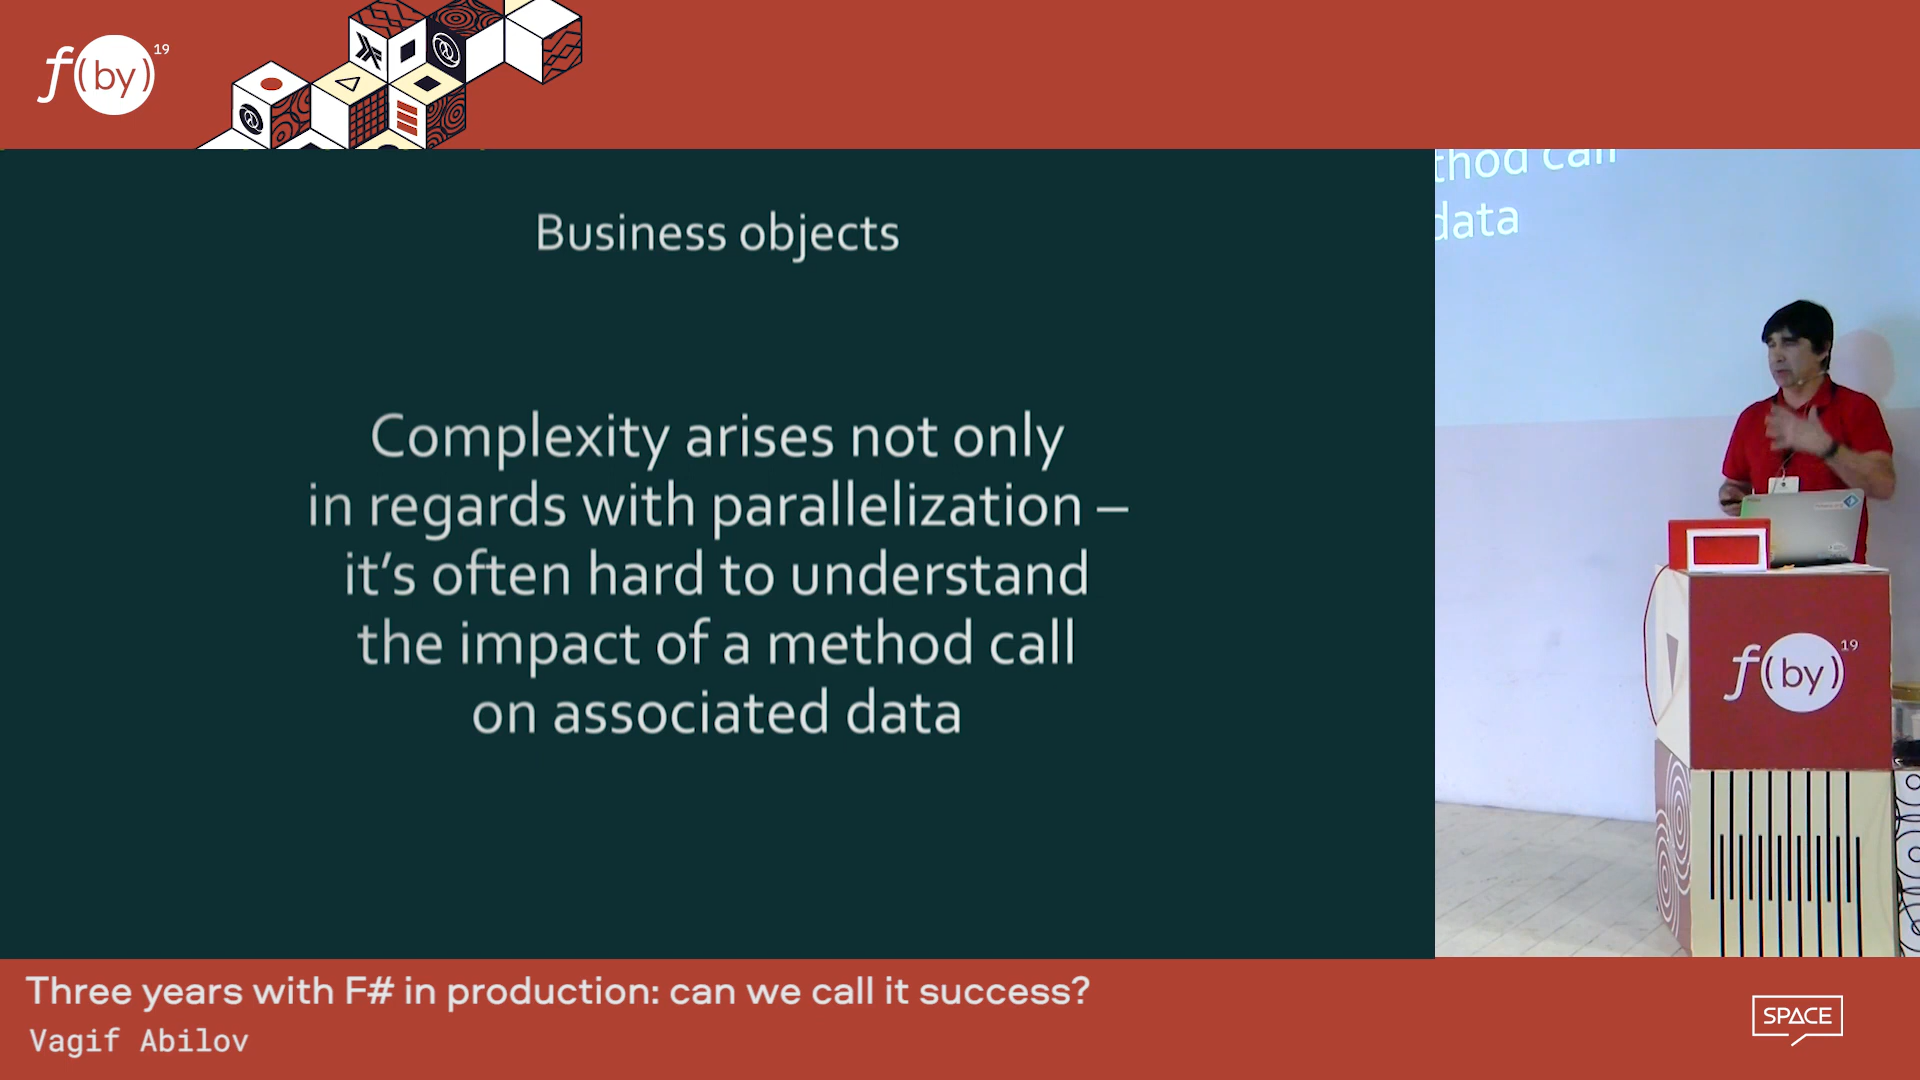 f(by) 19
Business objects
Complexity arises not only
in regards with parallelization –
it's often hard to understand
the impact of a method call
on associated data
thod call
data
f(by) 19
Three years with F# in production: can we call it success?
Vagif Abilov
SPACE